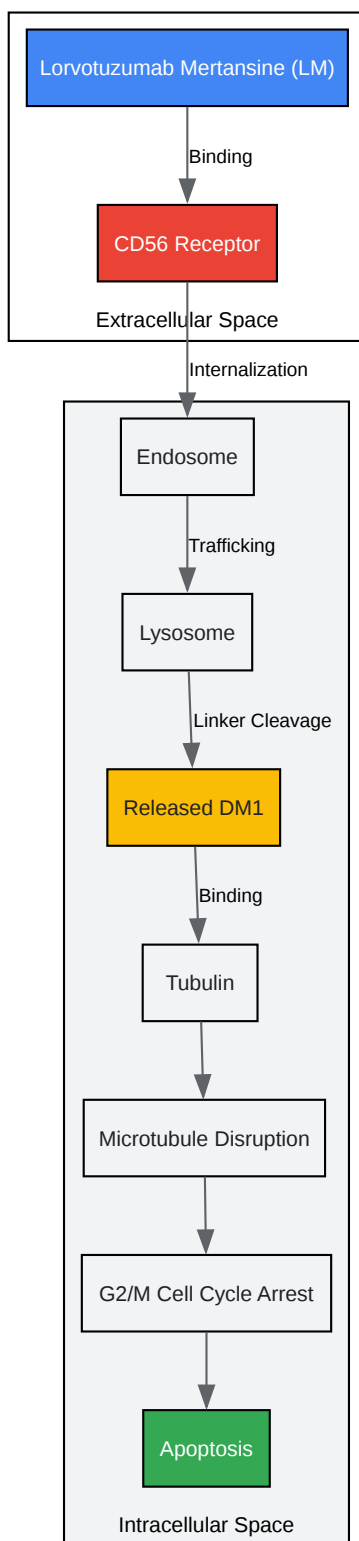 Lorvotuzumab Mertansine (LM)
Binding
CD56 Receptor
Extracellular Space
Internalization
Endosome
Trafficking
Lysosome
Linker Cleavage
Released DM1
Binding
Tubulin
Microtubule Disruption
G2/M Cell Cycle Arrest
Apoptosis
Intracellular Space